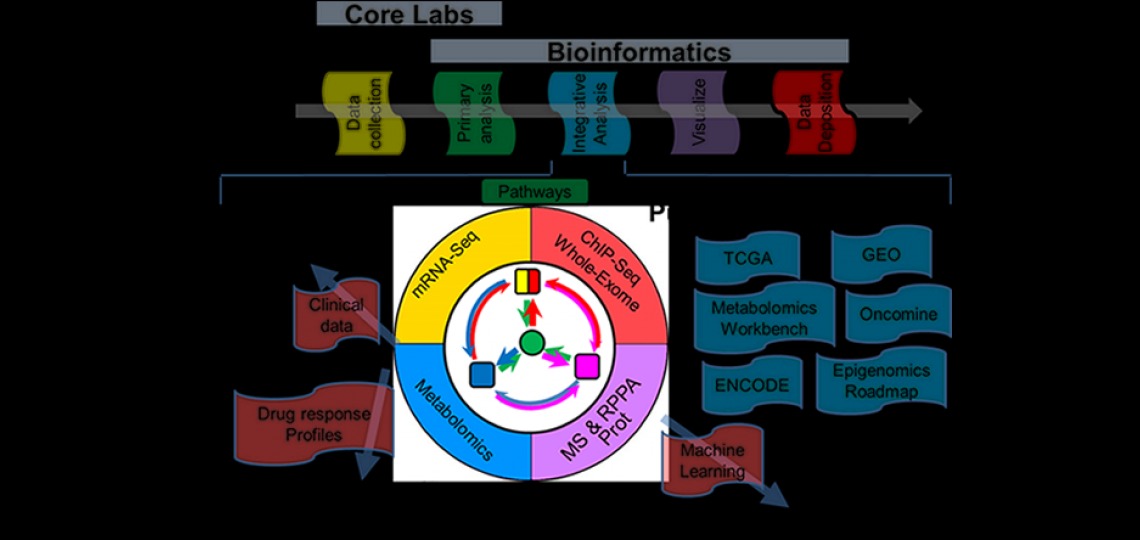 Core Labs
Bioinformatics
Data
collection
Primary
analysis
Integrative
Analysis
Visualize
Data
Deposition
Pathways
mRNA-Seq
ChIP-Seq
Whole-Exome
Metabolomics
MS & RPPA
Prot
Clinical
data
Drug response
Profiles
TCGA
GEO
Metabolomics
Workbench
Oncomine
ENCODE
Epigenomics
Roadmap
Machine
Learning